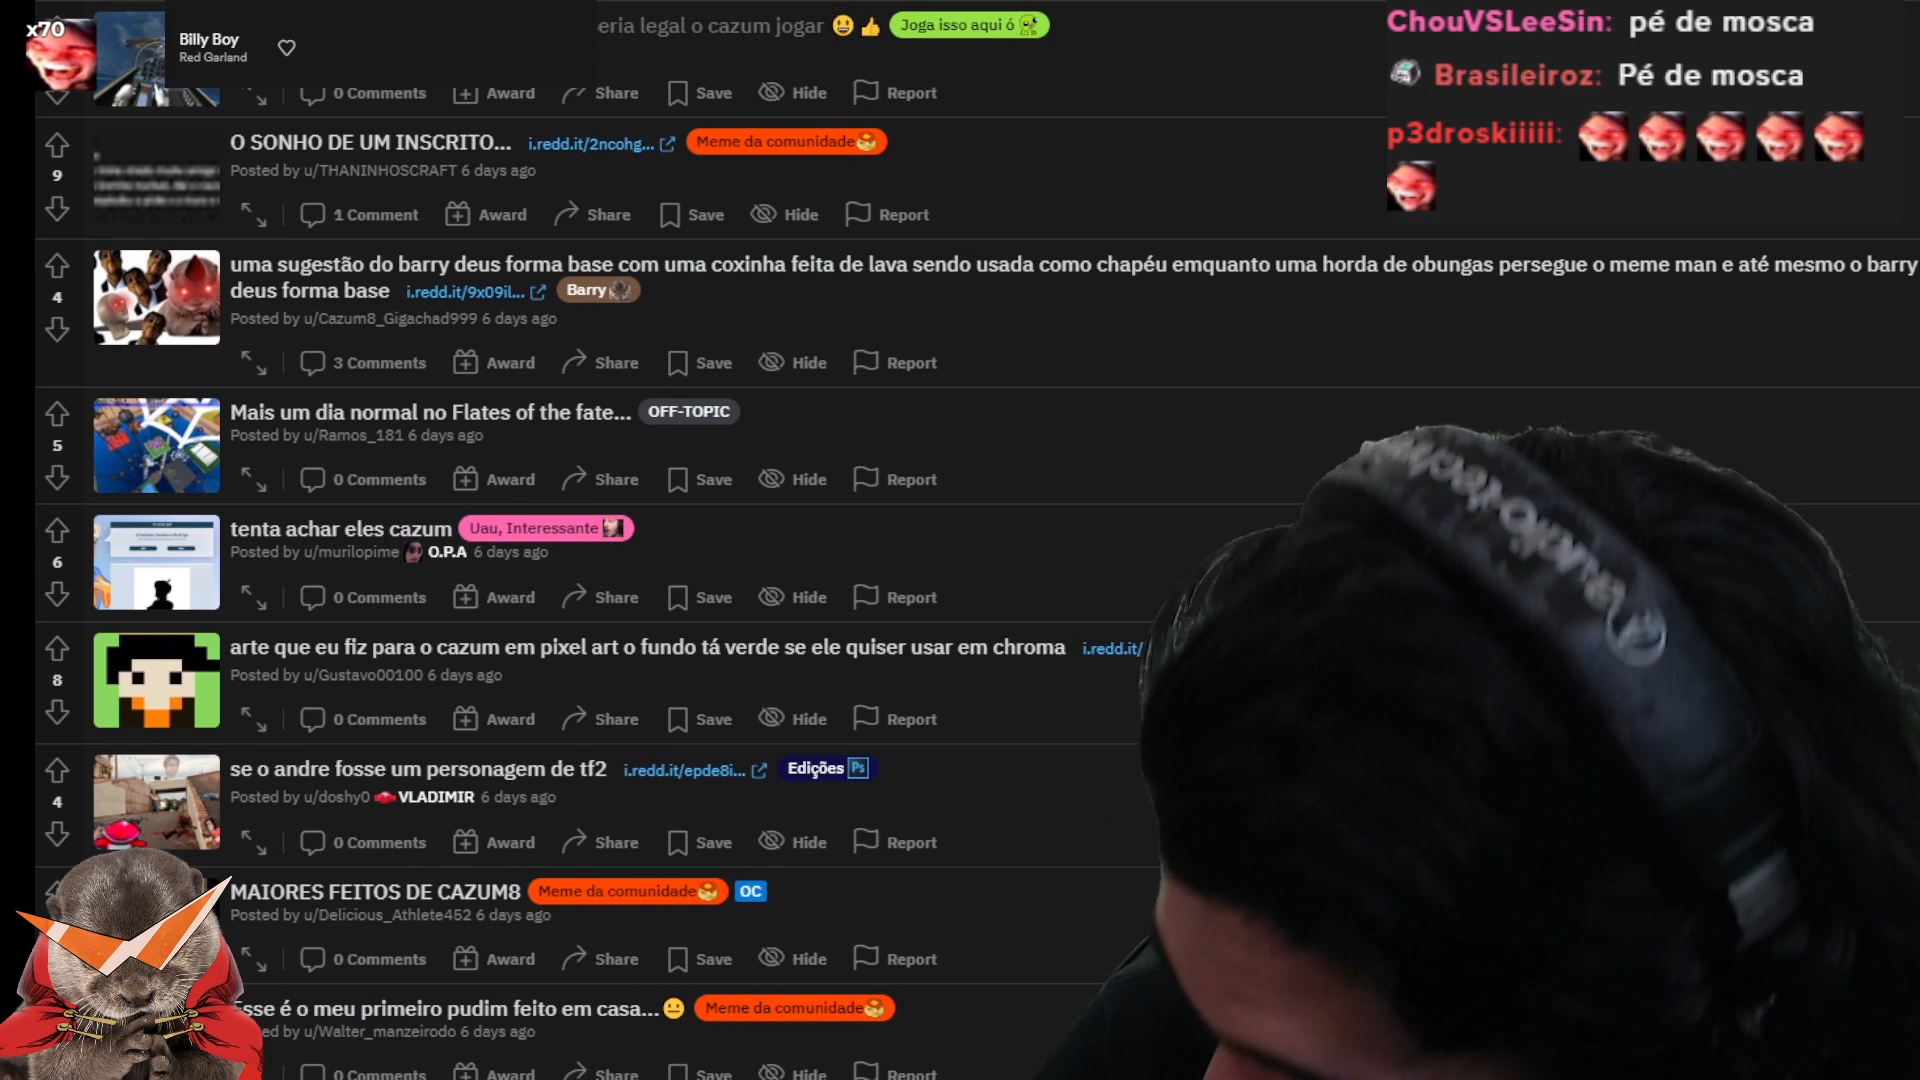 x70
Billy Boy
Red Garland
eria legal o cazum jogar 😃👍 Joga isso aqui ó
0 Comments Award Share Save Hide Report
ChouVSLeeSin: pé de mosca
Brasileiroz: Pé de mosca
p3droskiiiii:
O SONHO DE UM INSCRITO... i.redd.it/2ncohg... Meme da comunidade
9
Posted by u/THANINHOSCRAFT 6 days ago
1 Comment Award Share Save Hide Report
uma sugestão do barry deus forma base com uma coxinha feita de lava sendo usada como chapéu emquanto uma horda de obungas persegue o meme man e até mesmo o barry
4
deus forma base i.redd.it/9x09il... Barry
Posted by u/Cazum8_Gigachad999 6 days ago
3 Comments Award Share Save Hide Report
Mais um dia normal no Flates of the fate... OFF-TOPIC
Posted by u/Ramos_181 6 days ago
5
0 Comments Award Share Save Hide Report
tenta achar eles cazum Uau, Interessante
Posted by u/murilopime O.P.A 6 days ago
6
0 Comments Award Share Save Hide Report
arte que eu fiz para o cazum em pixel art o fundo tá verde se ele quiser usar em chroma i.redd.it/
Posted by u/Gustavo00100 6 days ago
8
0 Comments Award Share Save Hide Report
se o andre fosse um personagem de tf2 i.redd.it/epde8i... Edições Ps
Posted by u/doshy0 VLADIMIR 6 days ago
4
0 Comments Award Share Save Hide Report
MAIORES FEITOS DE CAZUM8 Meme da comunidade OC
Posted by u/Delicious_Athlete452 6 days ago
0 Comments Award Share Save Hide Report
Esse é o meu primeiro pudim feito em casa...😐 Meme da comunidade
ed by u/Walter_manzeirodo 6 days ago
0 Comments Award Share Save Hide Report
audio-technica